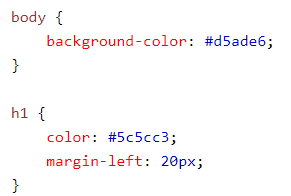 body {
    background-color: #d5ade6;
}

h1 {
    color: #5c5cc3;
    margin-left: 20px;
}